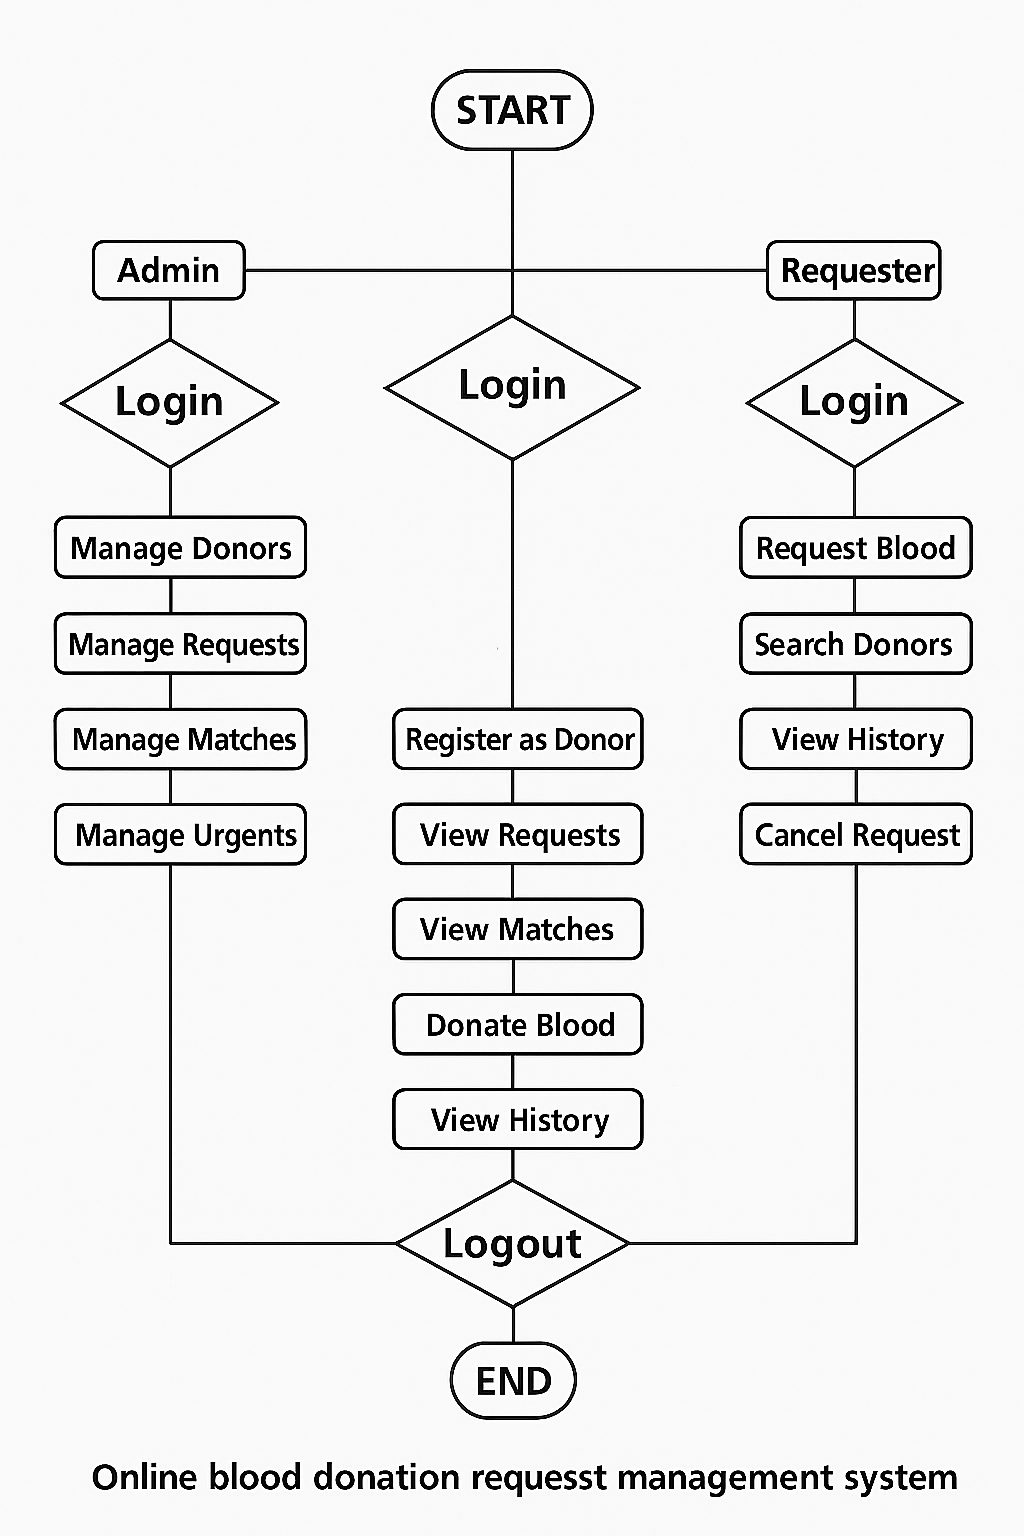 START
Admin
Requester
Login
Login
Login
Manage Donors
Request Blood
Manage Requests
Search Donors
Manage Matches
Register as Donor
View History
Manage Urgents
View Requests
Cancel Request
View Matches
Donate Blood
View History
Logout
END
Online blood donation requesst management system